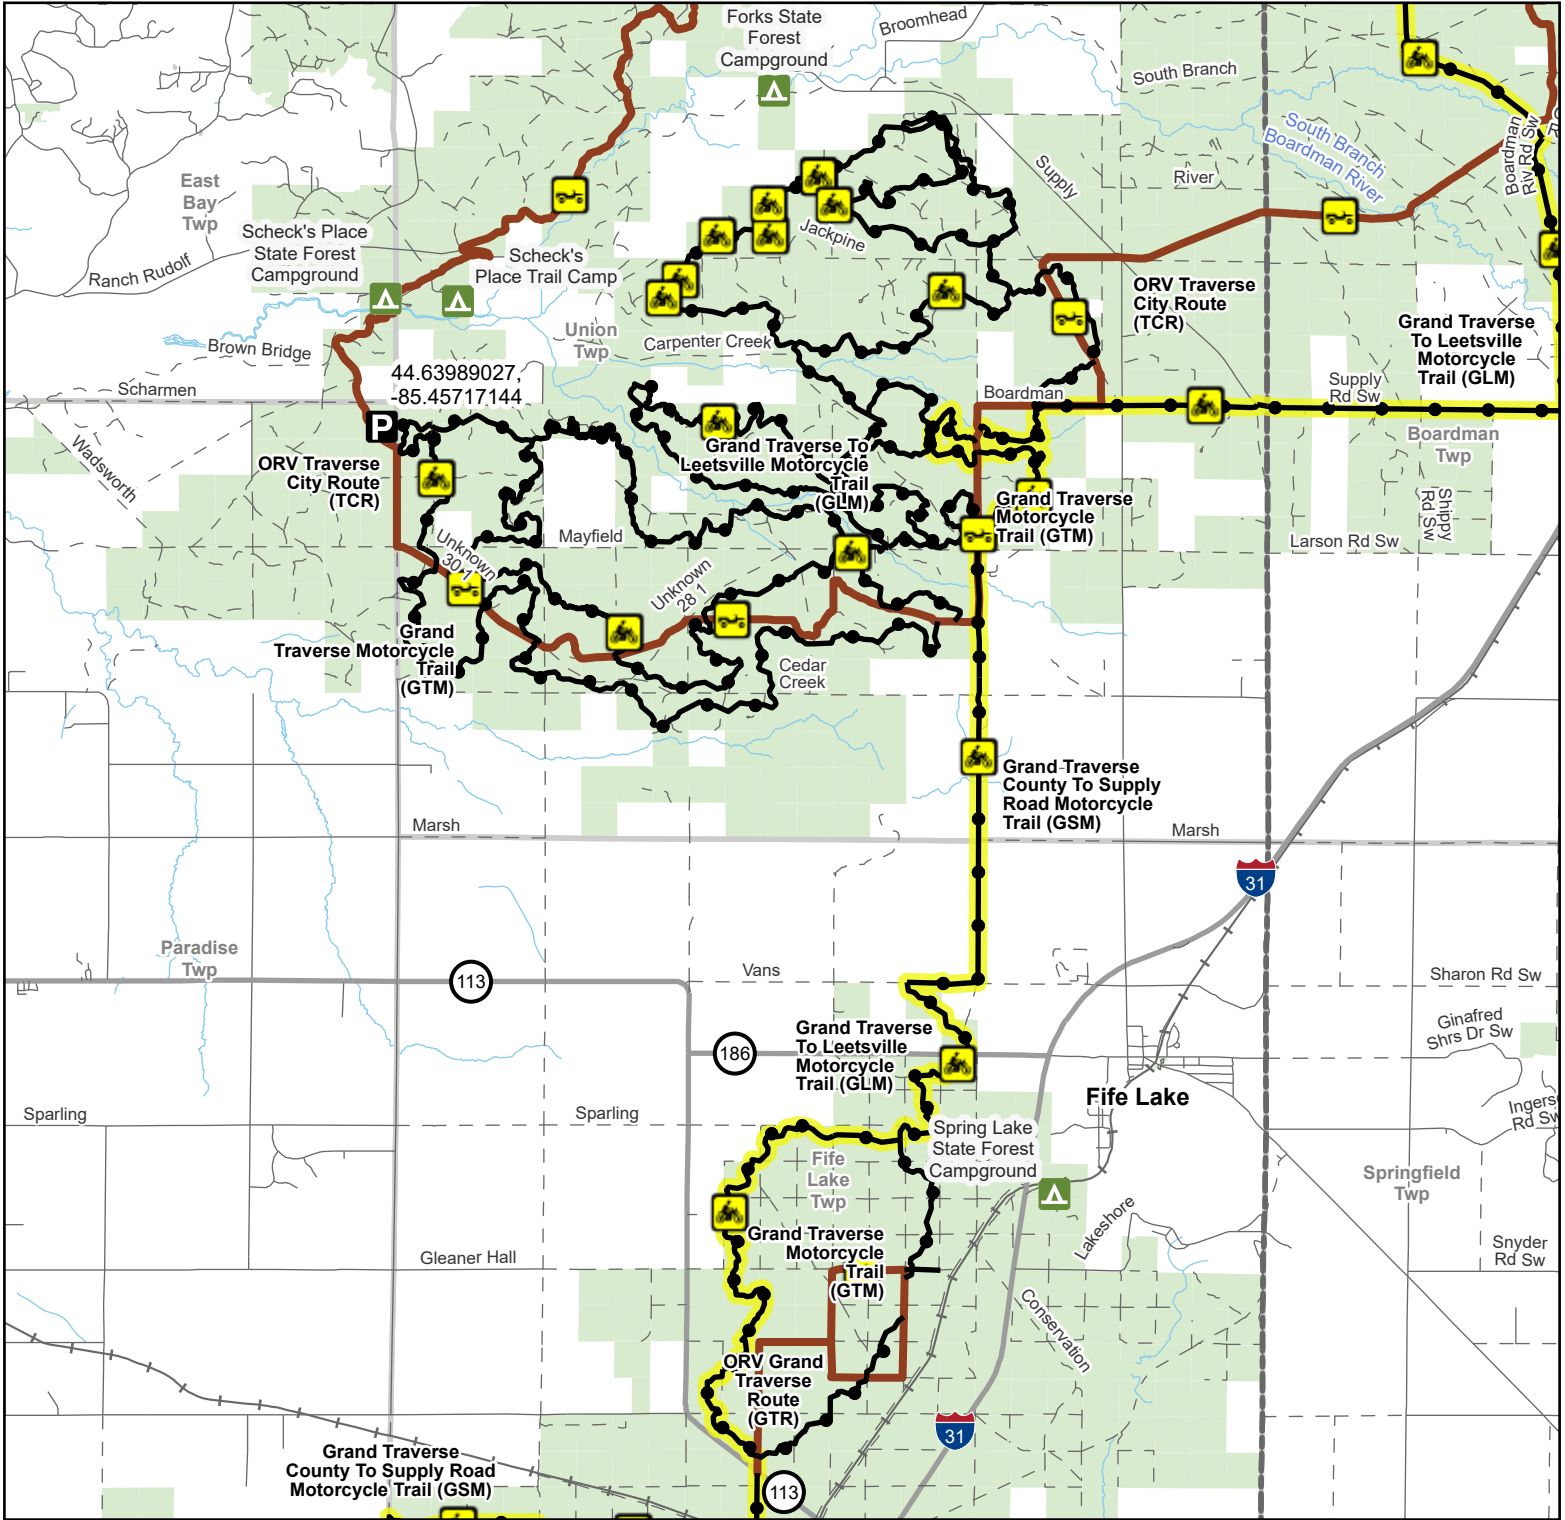 Forks State
Forest
Campground
Broomhead
South Branch
South Branch
Boardman River
Boardman
Rv Rd Sw
River
Supply
East
Bay
Twp
Scheck's Place
State Forest
Campground
Ranch Rudolf
Scheck's
Place Trail Camp
Jackpine
ORV Traverse
City Route
(TCR)
Grand Traverse
To Leetsville
Motorcycle
Trail (GLM)
Union
Twp
Carpenter Creek
Brown Bridge
Scharmen
44.63989027,
-85.45717144
P
Boardman
Supply
Rd Sw
Boardman
Twp
Wadsworth
ORV Traverse
City Route
(TCR)
Grand Traverse To
Leetsville Motorcycle
Trail
(GLM)
Grand Traverse
Motorcycle
Trail (GTM)
Shippy
Rd Sw
Larson Rd Sw
Mayfield
Unknown
30 1
Unknown
28 1
Grand
Traverse Motorcycle
Trail
(GTM)
Cedar
Creek
Grand Traverse
County To Supply
Road Motorcycle
Trail (GSM)
Marsh
Marsh
31
Paradise
Twp
113
Vans
Sharon Rd Sw
Ginafred
Shrs Dr Sw
186
Grand Traverse
To Leetsville
Motorcycle
Trail (GLM)
Fife Lake
Sparling
Sparling
Spring Lake
State Forest
Campground
Rd Sw
Fife
Lake
Twp
Springfield
Twp
Lakeshore
Grand Traverse
Motorcycle
Trail
(GTM)
Gleaner Hall
Snyder
Rd Sw
Conservation
ORV Grand
Traverse
Route
(GTR)
31
Grand Traverse
County To Supply Road
Motorcycle Trail (GSM)
113